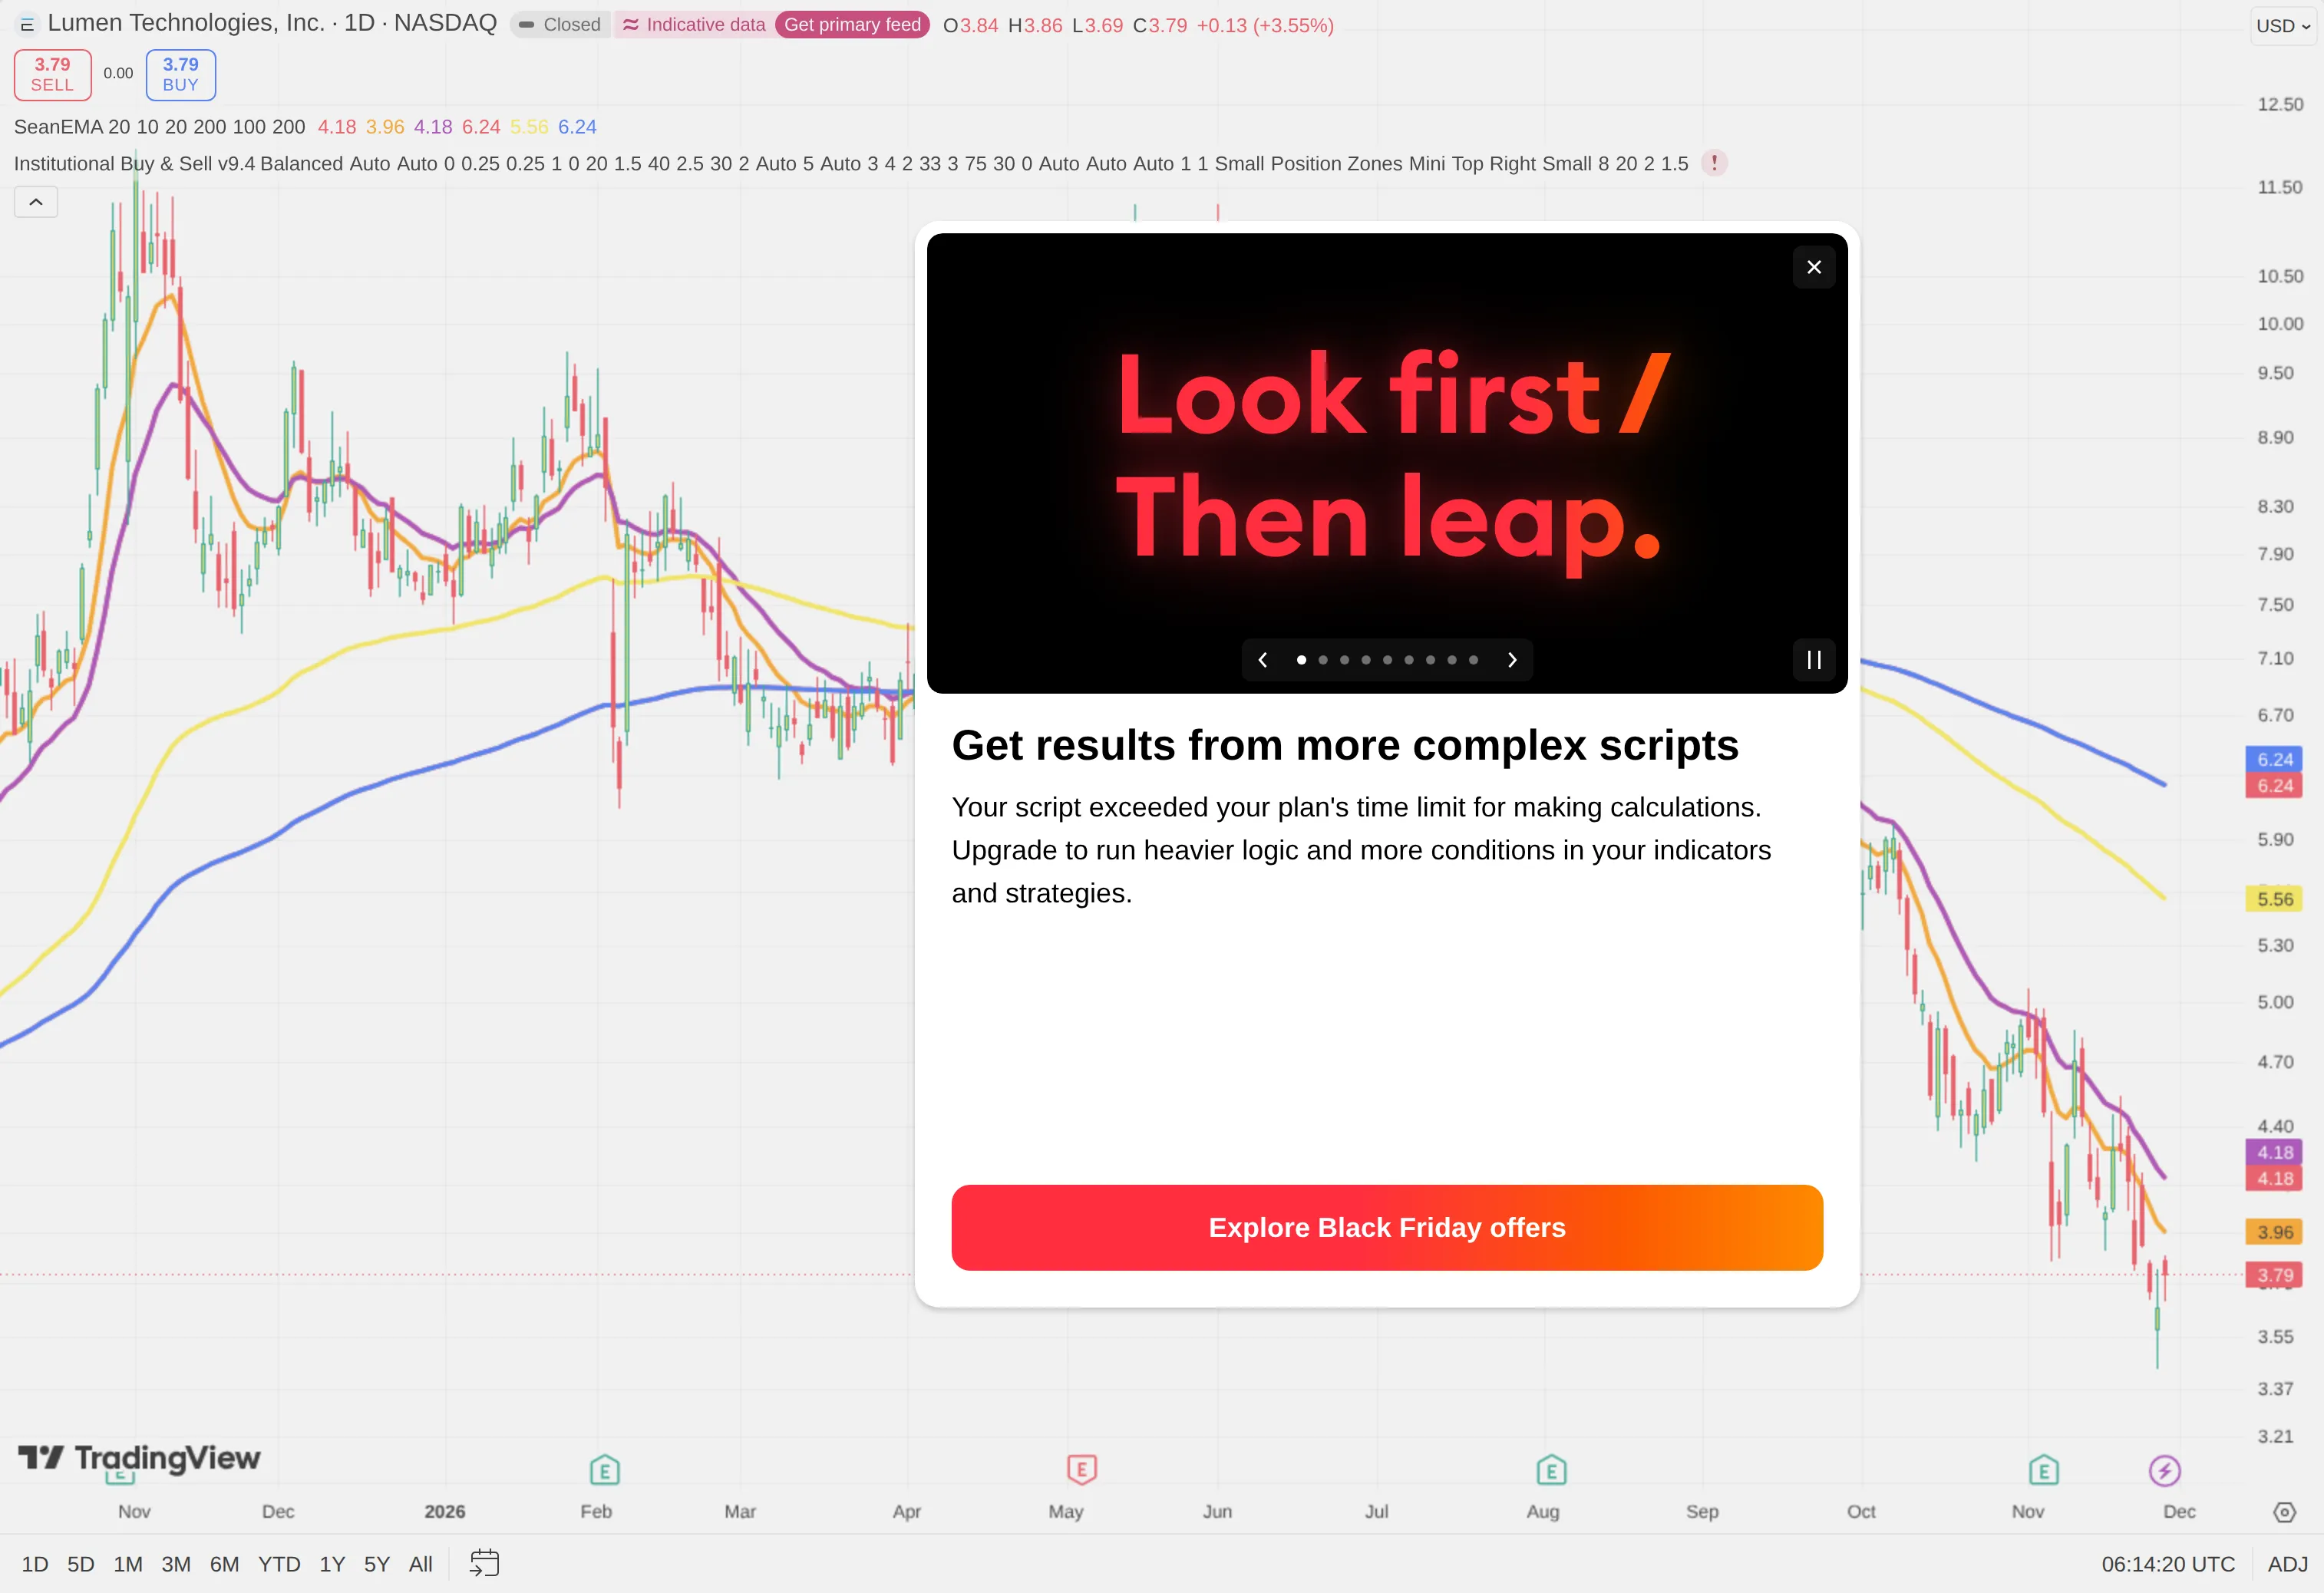 Lumen Technologies, Inc. · 1D · NASDAQ Closed Indicative data Get primary feed O3.84 H3.86 L3.69 C3.79 +0.13 (+3.55%)
USD
3.79
SELL
0.00
3.79
BUY
SeanEMA 20 10 20 200 100 200 4.18 3.96 4.18 6.24 5.56 6.24
Institutional Buy & Sell v9.4 Balanced Auto Auto 0 0.25 0.25 1 0 20 1.5 40 2.5 30 2 Auto 5 Auto 3 4 2 33 3 75 30 0 Auto Auto Auto 1 1 Small Position Zones Mini Top Right Small 8 20 2 1.5
Look first /
Then leap.
Get results from more complex scripts
Your script exceeded your plan's time limit for making calculations.
Upgrade to run heavier logic and more conditions in your indicators
and strategies.
Explore Black Friday offers
12.50
11.50
10.50
10.00
9.50
8.90
8.30
7.90
7.50
7.10
6.70
6.24
6.24
5.90
5.56
5.30
5.00
4.70
4.40
4.18
4.18
3.96
3.79
3.55
3.37
3.21
TradingView
E
E
E
E
E
Nov Dec 2026 Feb Mar Apr May Jun Jul Aug Sep Oct Nov Dec
1D 5D 1M 3M 6M YTD 1Y 5Y All
06:14:20 UTC ADJ